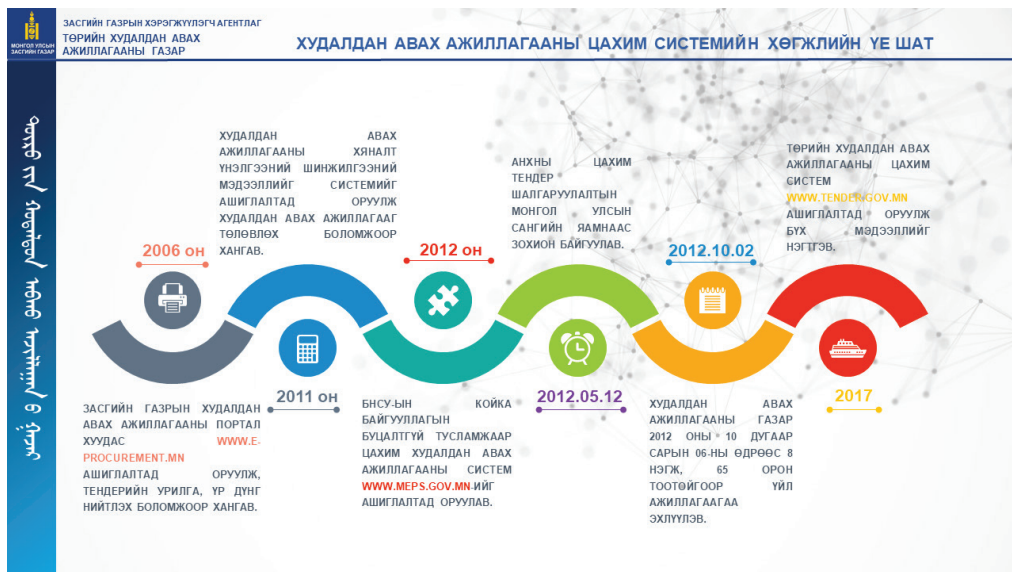 МОНГОЛ УЛСЫН
ЗАСГИЙН ГАЗАР
ЗАСГИЙН ГАЗРЫН ХЭРЭГЖҮҮЛЭГЧ АГЕНТЛАГ
ТӨРИЙН ХУДАЛДАН АВАХ
АЖИЛЛАГААНЫ ГАЗАР
ХУДАЛДАН АВАХ АЖИЛЛАГААНЫ ЦАХИМ СИСТЕМИЙН ХӨГЖЛИЙН ҮЕ ШАТ
2006 он
ЗАСГИЙН ГАЗРЫН ХУДАЛДАН
АВАХ АЖИЛЛАГААНЫ ПОРТАЛ
ХУУДАС WWW.E-
PROCUREMENT.MN
АШИГЛАЛТАД ОРУУЛЖ,
ТЕНДЕРИЙН УРИЛГА, ҮР ДҮНГ
НИЙТЛЭХ БОЛОМЖООР ХАНГАВ.
ХУДАЛДАН АВАХ
АЖИЛЛАГААНЫ ХЯНАЛТ
ҮНЭЛГЭЭНИЙ ШИНЖИЛГЭЭНИЙ
МЭДЭЭЛЛИЙГ СИСТЕМИЙГ
АШИГЛАЛТАД ОРУУЛЖ
ХУДАЛДАН АВАХ АЖИЛЛАГААГ
ТӨЛӨВЛӨХ БОЛОМЖООР
ХАНГАВ.
2011 он
2012 он
БНСУ-ЫН КОЙКА
БАЙГУУЛЛАГЫН
БУЦАЛТГҮЙ ТУСЛАМЖААР
ЦАХИМ ХУДАЛДАН АВАХ
АЖИЛЛАГААНЫ СИСТЕМ
WWW.MEPS.GOV.MN-ИЙГ
АШИГЛАЛТАД ОРУУЛАВ.
АНХНЫ ЦАХИМ
ТЕНДЕР
ШАЛГАРУУЛАЛТЫН
МОНГОЛ УЛСЫН
САНГИЙН ЯАМНААС
ЗОХИОН БАЙГУУЛАВ.
2012.05.12
2012.10.02
ХУДАЛДАН АВАХ
АЖИЛЛАГААНЫ ГАЗАР
2012 ОНЫ 10 ДУГААР
САРЫН 06-НЫ ӨДРӨӨС 8
НЭГЖ, 65 ОРОН
ТООТӨЙГООР ҮЙЛ
АЖИЛЛАГААГАА
ЭХЛҮҮЛЭВ.
ТӨРИЙН ХУДАЛДАН АВАХ
АЖИЛЛАГААНЫ ЦАХИМ
СИСТЕМ
WWW.TENDER.GOV.MN
АШИГЛАЛТАД ОРУУЛЖ
БҮХ МЭДЭЭЛЛИЙГ
НЭГТГЭВ.
2017